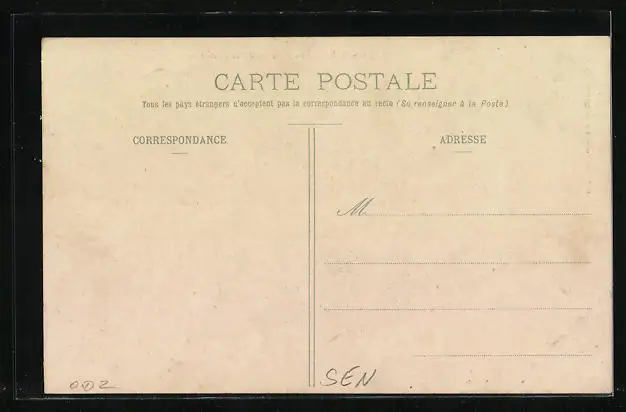 CARTE POSTALE
Tous les pays étrangers n'acceptent pas la correspondance au recto (Se renseigner à la Poste)
CORRESPONDANCE
ADRESSE
M
SEN